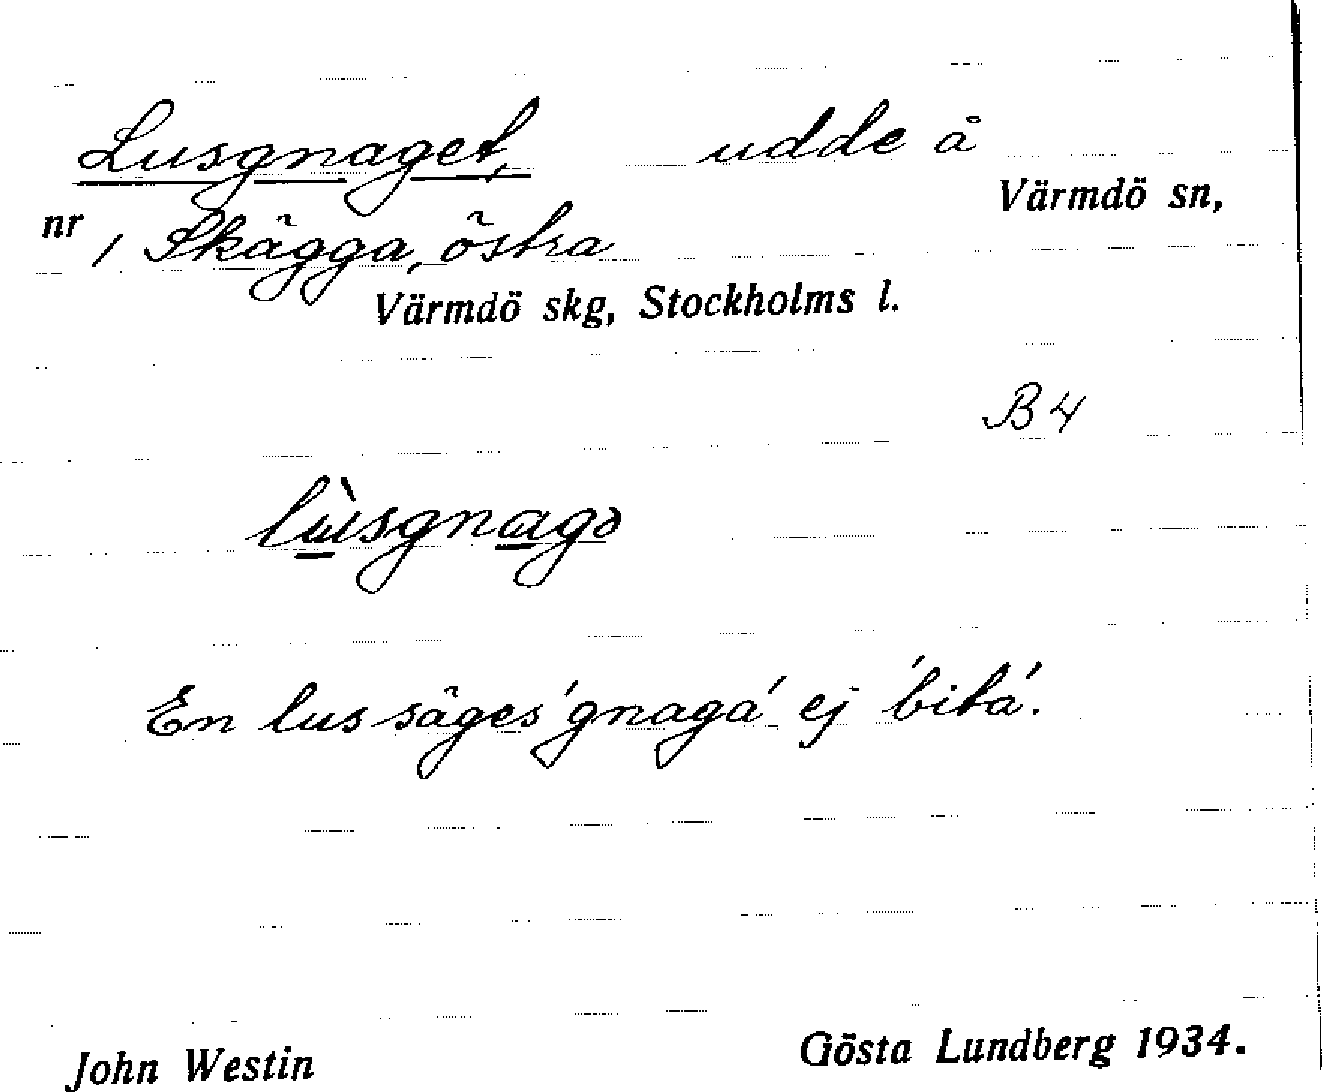 Lusgnaget, udde å
Värmdö sn,
nr 1 Skägga, östra
Värmdö skg, Stockholms l.
B4
lùsgnagə
En lus säges 'gnaga' ej 'bita'.
John Westin Gösta Lundberg 1934.